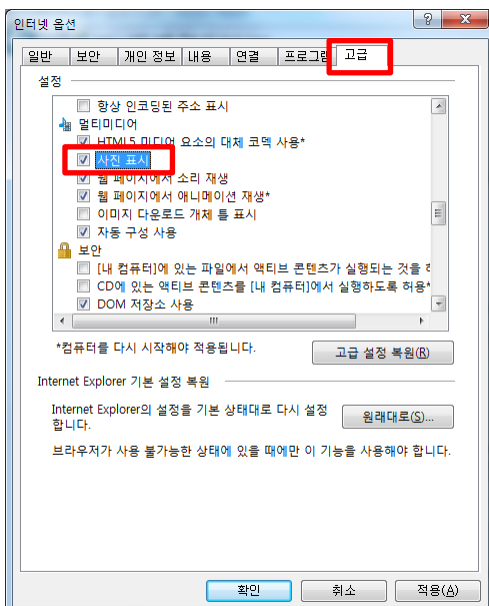 인터넷 옵션
일반 보안 개인 정보 내용 연결 프로그램 고급
설정
항상 인코딩된 주소 표시
멀티미디어
HTML5 미디어 요소의 대체 코덱 사용*
사진 표시
웹 페이지에서 소리 재생
웹 페이지에서 애니메이션 재생*
이미지 다운로드 개체 틀 표시
자동 구성 사용
보안
[내 컴퓨터]에 있는 파일에서 액티브 콘텐츠가 실행되는 것을
CD에 있는 액티브 콘텐츠를 [내 컴퓨터]에서 실행하도록 허용*
DOM 저장소 사용
*컴퓨터를 다시 시작해야 적용됩니다.
고급 설정 복원(R)
Internet Explorer 기본 설정 복원
Internet Explorer의 설정을 기본 상태대로 다시 설정
합니다.
원래대로(S)...
브라우저가 사용 불가능한 상태에 있을 때에만 이 기능을 사용해야 합니다.
확인 취소 적용(A)